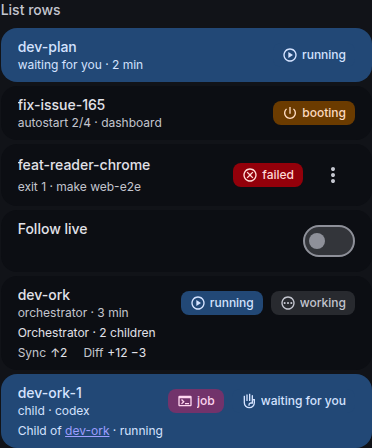 List rows
dev-plan
running
waiting for you · 2 min
fix-issue-165
booting
autostart 2/4 · dashboard
feat-reader-chrome
failed
exit 1 · make web-e2e
Follow live
dev-ork
running
working
orchestrator · 3 min
Orchestrator · 2 children
Sync ↑2 Diff +12 −3
dev-ork-1
job
waiting for you
child · codex
Child of dev-ork · running